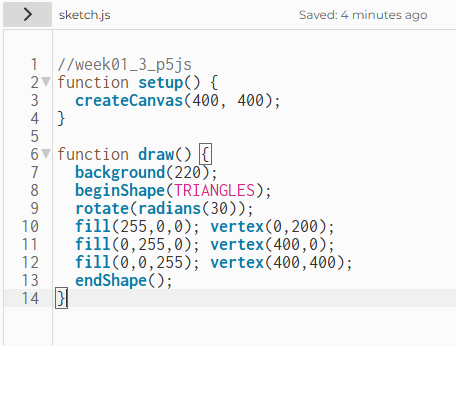 sketch.js Saved: 4 minutes ago
1 //week01_3_p5js
2 function setup() {
3 createCanvas(400, 400);
4 }
5
6 function draw() {
7 background(220);
8 beginShape(TRIANGLES);
9 rotate(radians(30));
10 fill(255,0,0); vertex(0,200);
11 fill(0,255,0); vertex(400,0);
12 fill(0,0,255); vertex(400,400);
13 endShape();
14 }